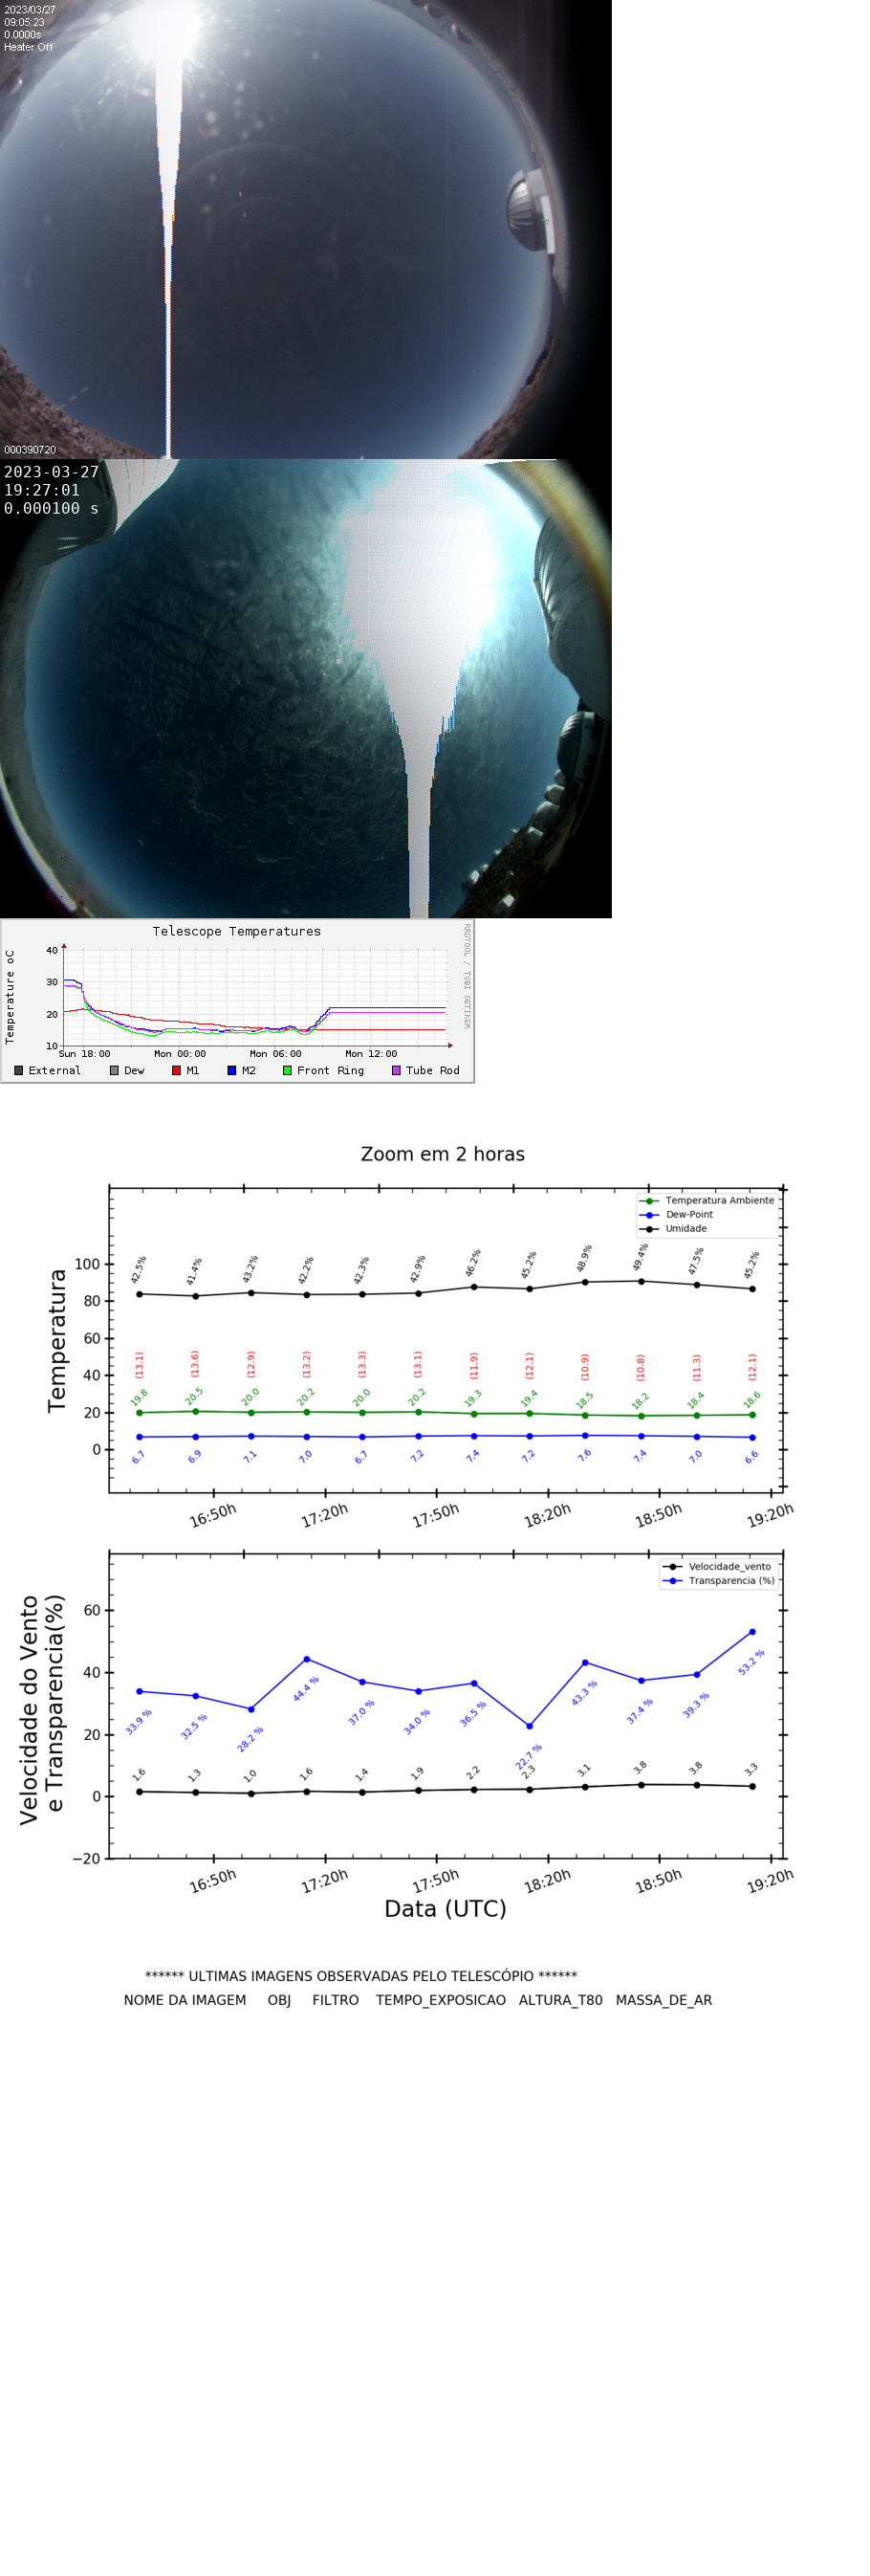 2023/03/27
09:05:23
0.0000s
Heater Off
000390720
2023-03-27
19:27:01
0.000100 s
Telescope Temperatures
RRDTOOL / TOBI OETIKER
Temperature oC
40
30
20
10
Sun 18:00 Mon 00:00 Mon 06:00 Mon 12:00
External Dew M1 M2 Front Ring Tube Rod
Zoom em 2 horas
Temperatura Ambiente
Dew-Point
Umidade
Temperatura
100
80
60
40
20
0
42.5% 41.4% 43.2% 42.2% 42.3% 42.9% 46.2% 45.2% 48.9% 49.4% 47.5% 45.2%
(13.1) (13.6) (12.9) (13.2) (13.3) (13.1) (11.9) (12.1) (10.9) (10.8) (11.3) (12.1)
19.8 20.5 20.0 20.2 20.0 20.2 19.3 19.4 18.5 18.2 18.4 18.6
6.7 6.9 7.1 7.0 6.7 7.2 7.4 7.2 7.6 7.4 7.0 6.6
16:50h 17:20h 17:50h 18:20h 18:50h 19:20h
Velocidade_vento
Transparencia (%)
Velocidade do Vento
e Transparencia(%)
60
40
20
0
−20
33.9 % 32.5 % 28.2 % 44.4 % 37.0 % 34.0 % 36.5 % 22.7 % 43.3 % 37.4 % 39.3 % 53.2 %
1.6 1.3 1.0 1.6 1.4 1.9 2.2 2.3 3.1 3.8 3.8 3.3
16:50h 17:20h 17:50h 18:20h 18:50h 19:20h
Data (UTC)
****** ULTIMAS IMAGENS OBSERVADAS PELO TELESCÓPIO ******
NOME DA IMAGEM OBJ FILTRO TEMPO_EXPOSICAO ALTURA_T80 MASSA_DE_AR